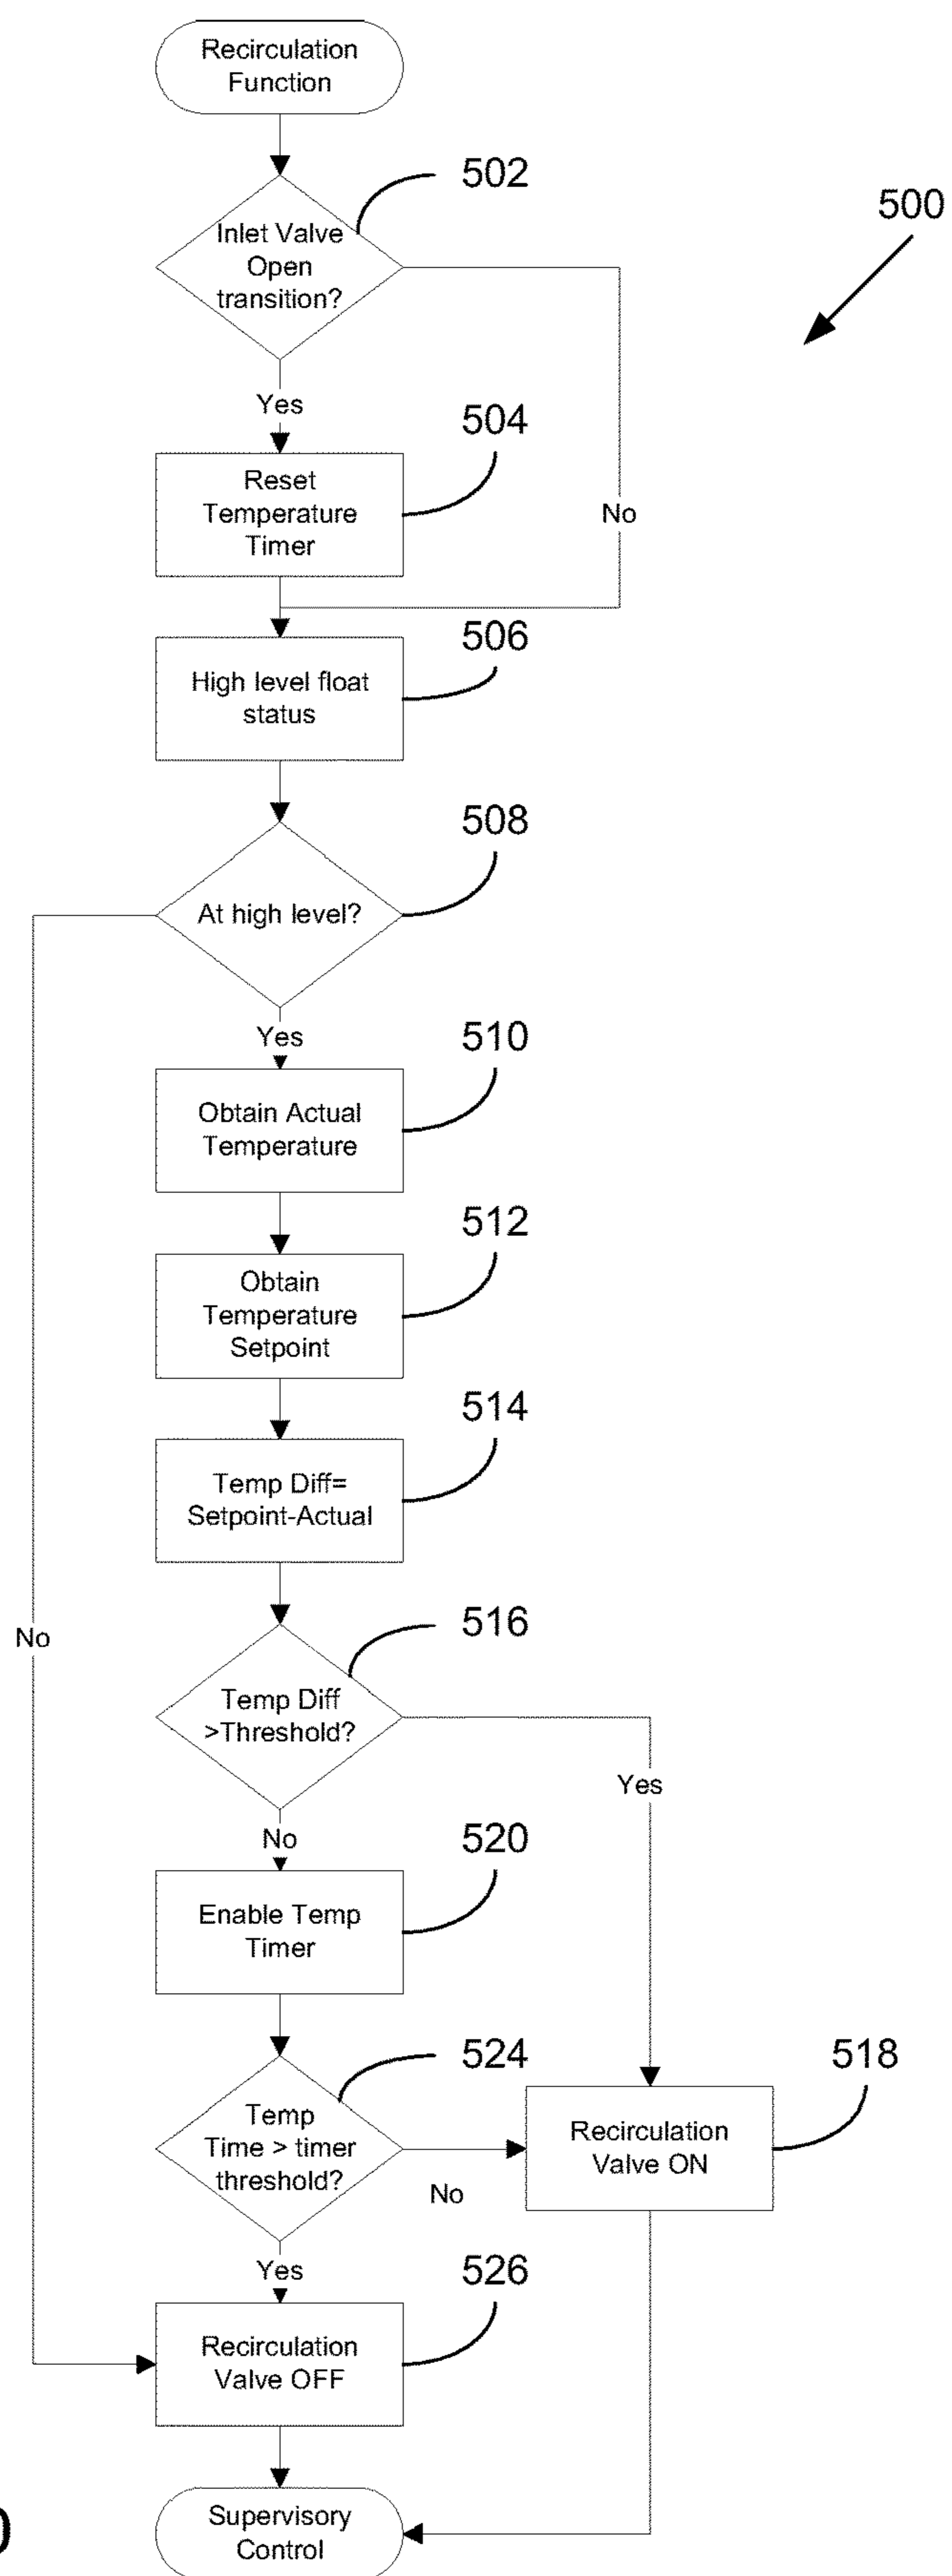 Recirculation
Function
502
500
Inlet Valve
Open
transition?
Yes
504
Reset
Temperature
Timer
No
506
High level float
status
508
At high level?
Yes
510
Obtain Actual
Temperature
512
Obtain
Temperature
Setpoint
514
Temp Diff=
Setpoint-Actual
No
516
Temp Diff
>Threshold?
Yes
No
520
Enable Temp
Timer
524
518
Temp
Time > timer
threshold?
Recirculation
Valve ON
No
Yes
526
Recirculation
Valve OFF
Supervisory
Control